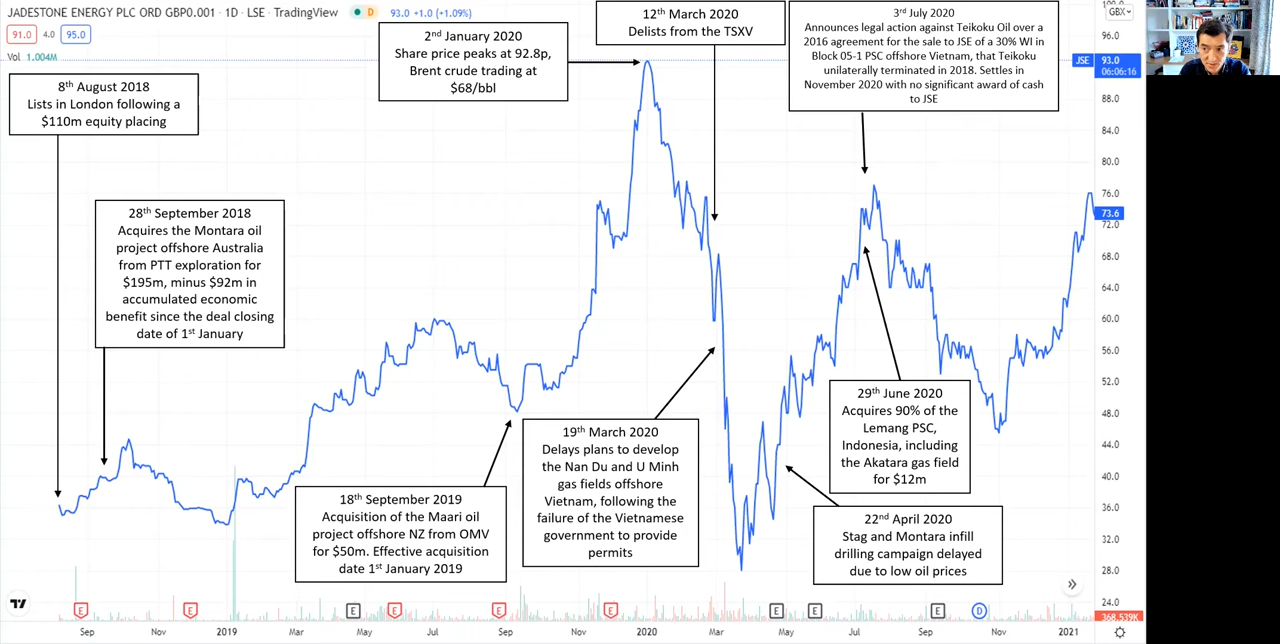 JADESTONE ENERGY PLC ORD GBP0.001 · 1D · LSE · TradingView
D
93.0 +1.0 (+1.09%)
91.0
4.0
95.0
Vol 1.004M
8th August 2018
Lists in London following a
$110m equity placing
28th September 2018
Acquires the Montara oil
project offshore Australia
from PTT exploration for
$195m, minus $92m in
accumulated economic
benefit since the deal closing
date of 1st January
2nd January 2020
Share price peaks at 92.8p,
Brent crude trading at
$68/bbl
12th March 2020
Delists from the TSXV
3rd July 2020
Announces legal action against Teikoku Oil over a
2016 agreement for the sale to JSE of a 30% WI in
Block 05-1 PSC offshore Vietnam, that Teikoku
unilaterally terminated in 2018. Settles in
November 2020 with no significant award of cash
to JSE
18th September 2019
Acquisition of the Maari oil
project offshore NZ from OMV
for $50m. Effective acquisition
date 1st January 2019
19th March 2020
Delays plans to develop
the Nan Du and U Minh
gas fields offshore
Vietnam, following the
failure of the Vietnamese
government to provide
permits
29th June 2020
Acquires 90% of the
Lemang PSC,
Indonesia, including
the Akatara gas field
for $12m
22nd April 2020
Stag and Montara infill
drilling campaign delayed
due to low oil prices
GBX
96.0
JSE
93.0
06:06:16
88.0
84.0
80.0
76.0
73.6
72.0
68.0
64.0
60.0
56.0
52.0
48.0
44.0
40.0
36.0
32.0
28.0
24.0
368.539K
E
E
E
E
E
E
E
E
E
D
Sep
Nov
2019
Mar
May
Jul
Sep
Nov
2020
Mar
May
Jul
Sep
Nov
2021